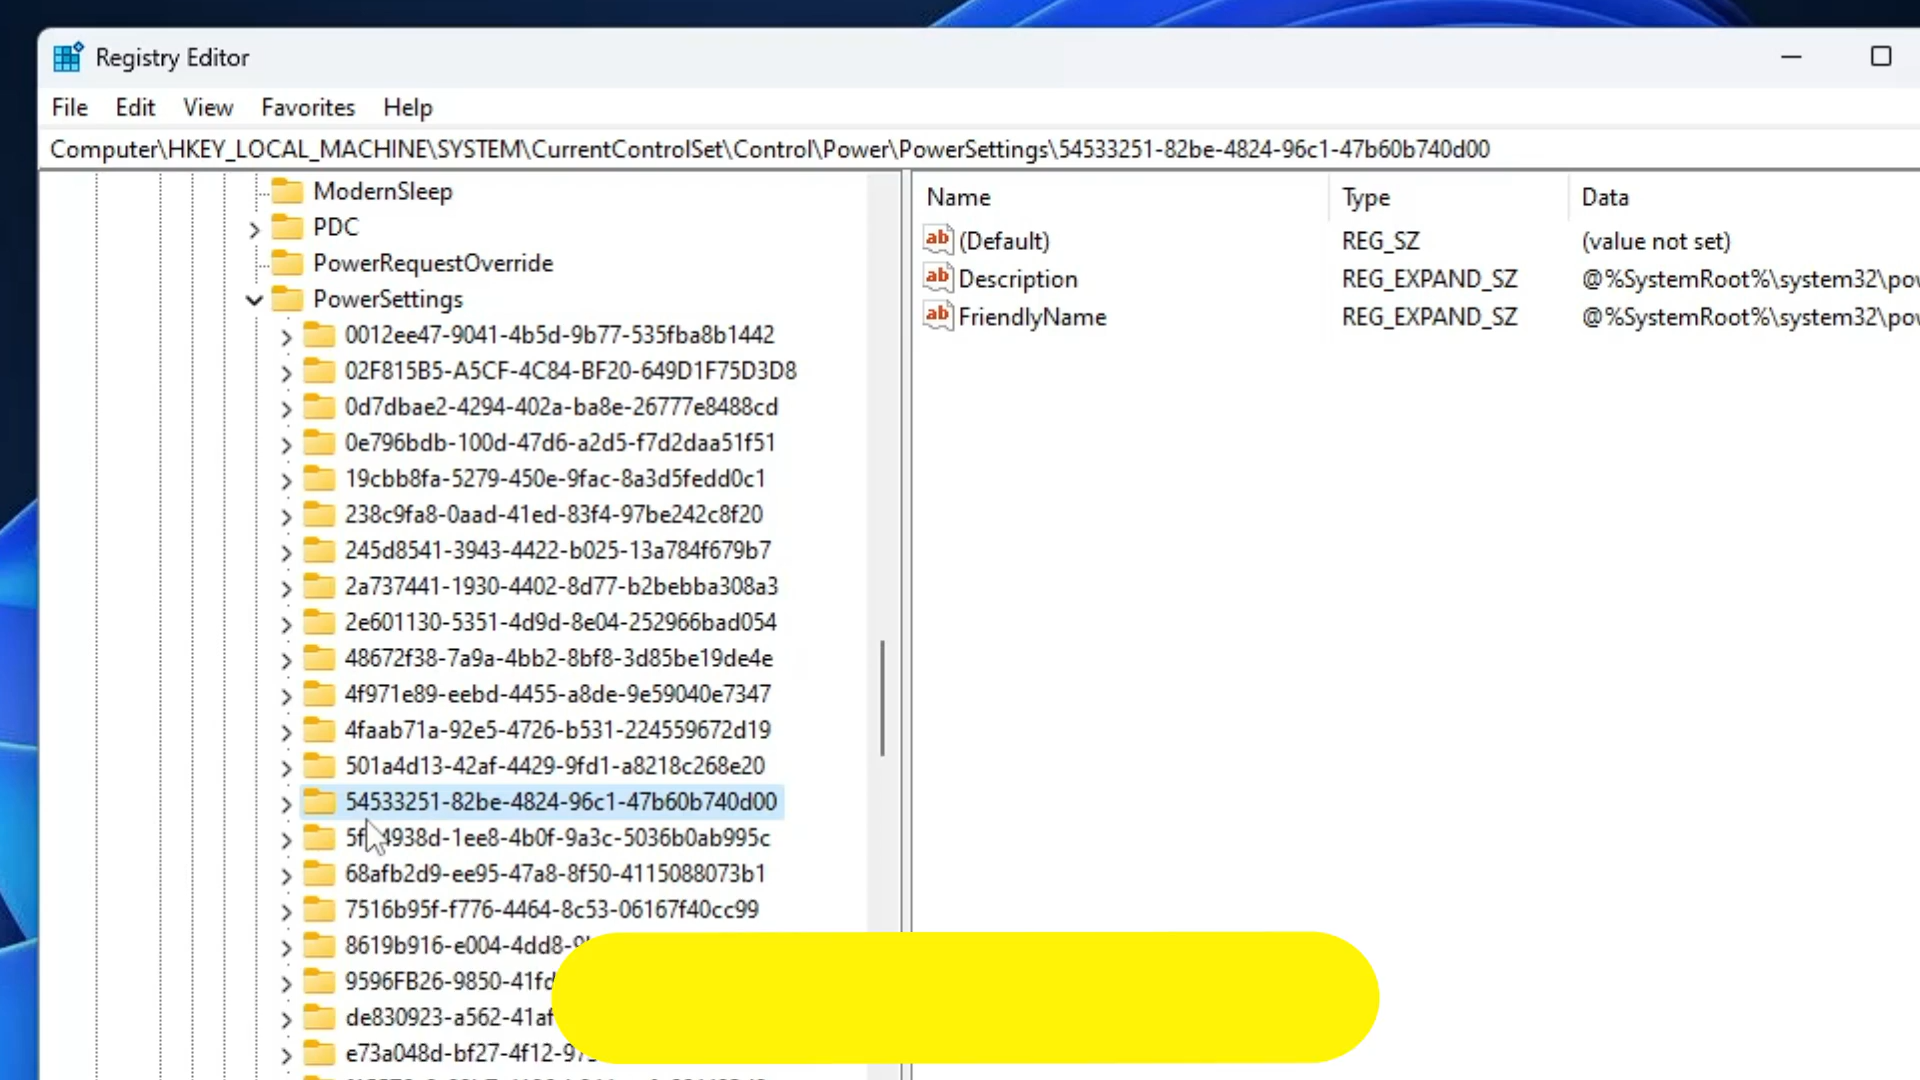 Registry Editor
File Edit View Favorites Help
Computer\HKEY_LOCAL_MACHINE\SYSTEM\CurrentControlSet\Control\Power\PowerSettings\54533251-82be-4824-96c1-47b60b740d00
ModernSleep
PDC
PowerRequestOverride
PowerSettings
0012ee47-9041-4b5d-9b77-535fba8b1442
02F815B5-A5CF-4C84-BF20-649D1F75D3D8
0d7dbae2-4294-402a-ba8e-26777e8488cd
0e796bdb-100d-47d6-a2d5-f7d2daa51f51
19cbb8fa-5279-450e-9fac-8a3d5fedd0c1
238c9fa8-0aad-41ed-83f4-97be242c8f20
245d8541-3943-4422-b025-13a784f679b7
2a737441-1930-4402-8d77-b2bebba308a3
2e601130-5351-4d9d-8e04-252966bad054
48672f38-7a9a-4bb2-8bf8-3d85be19de4e
4f971e89-eebd-4455-a8de-9e59040e7347
4faab71a-92e5-4726-b531-224559672d19
501a4d13-42af-4429-9fd1-a8218c268e20
54533251-82be-4824-96c1-47b60b740d00
4938d-1ee8-4b0f-9a3c-5036b0ab995c
68afb2d9-ee95-47a8-8f50-4115088073b1
7516b95f-f776-4464-8c53-06167f40cc99
8619b916-e004-4dd8-9
9596FB26-9850-41fd
de830923-a562-41af
e73a048d-bf27-4f12-97
Name Type Data
(Default) REG_SZ (value not set)
Description REG_EXPAND_SZ @%SystemRoot%\system32\pow
FriendlyName REG_EXPAND_SZ @%SystemRoot%\system32\pow